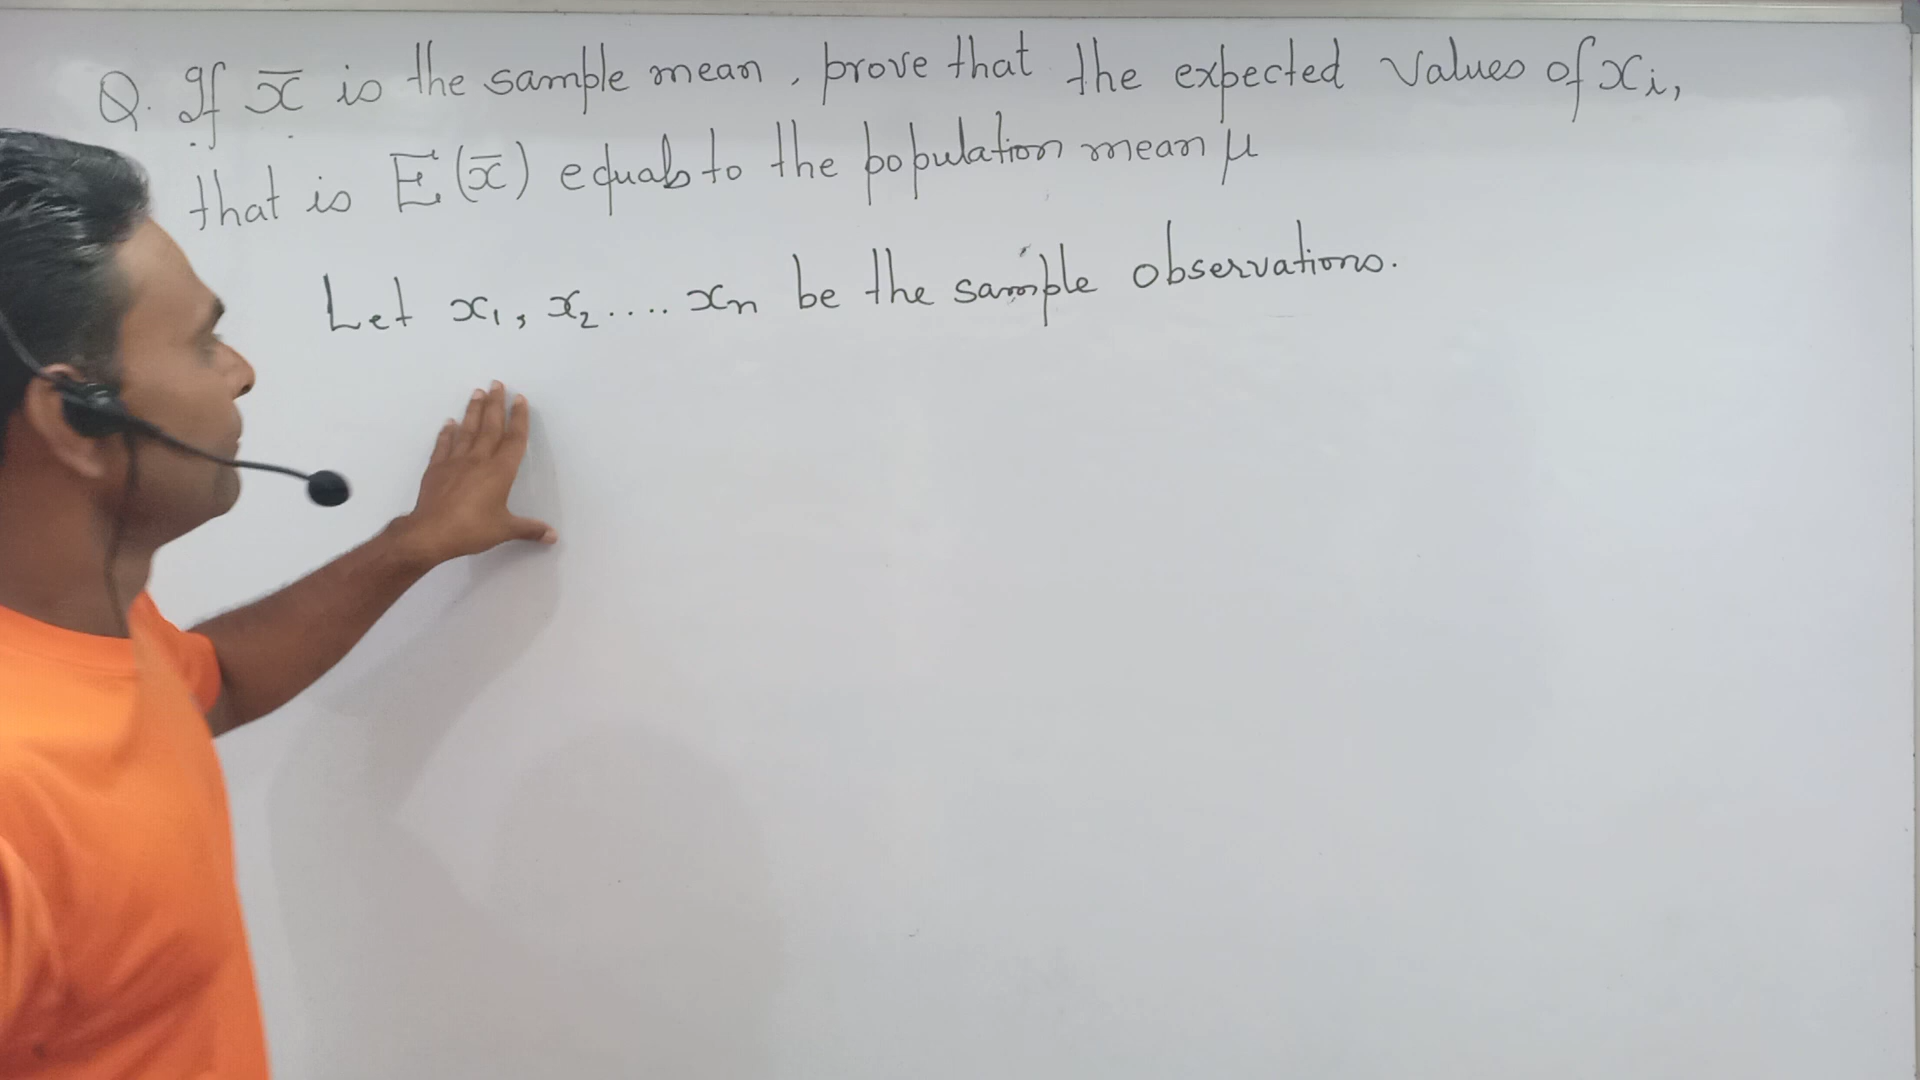 Q. If x̄ is the sample mean, prove that the expected values of xi,
that is E(x̄) equals to the population mean μ
Let x₁, x₂.... xn be the sample observations.